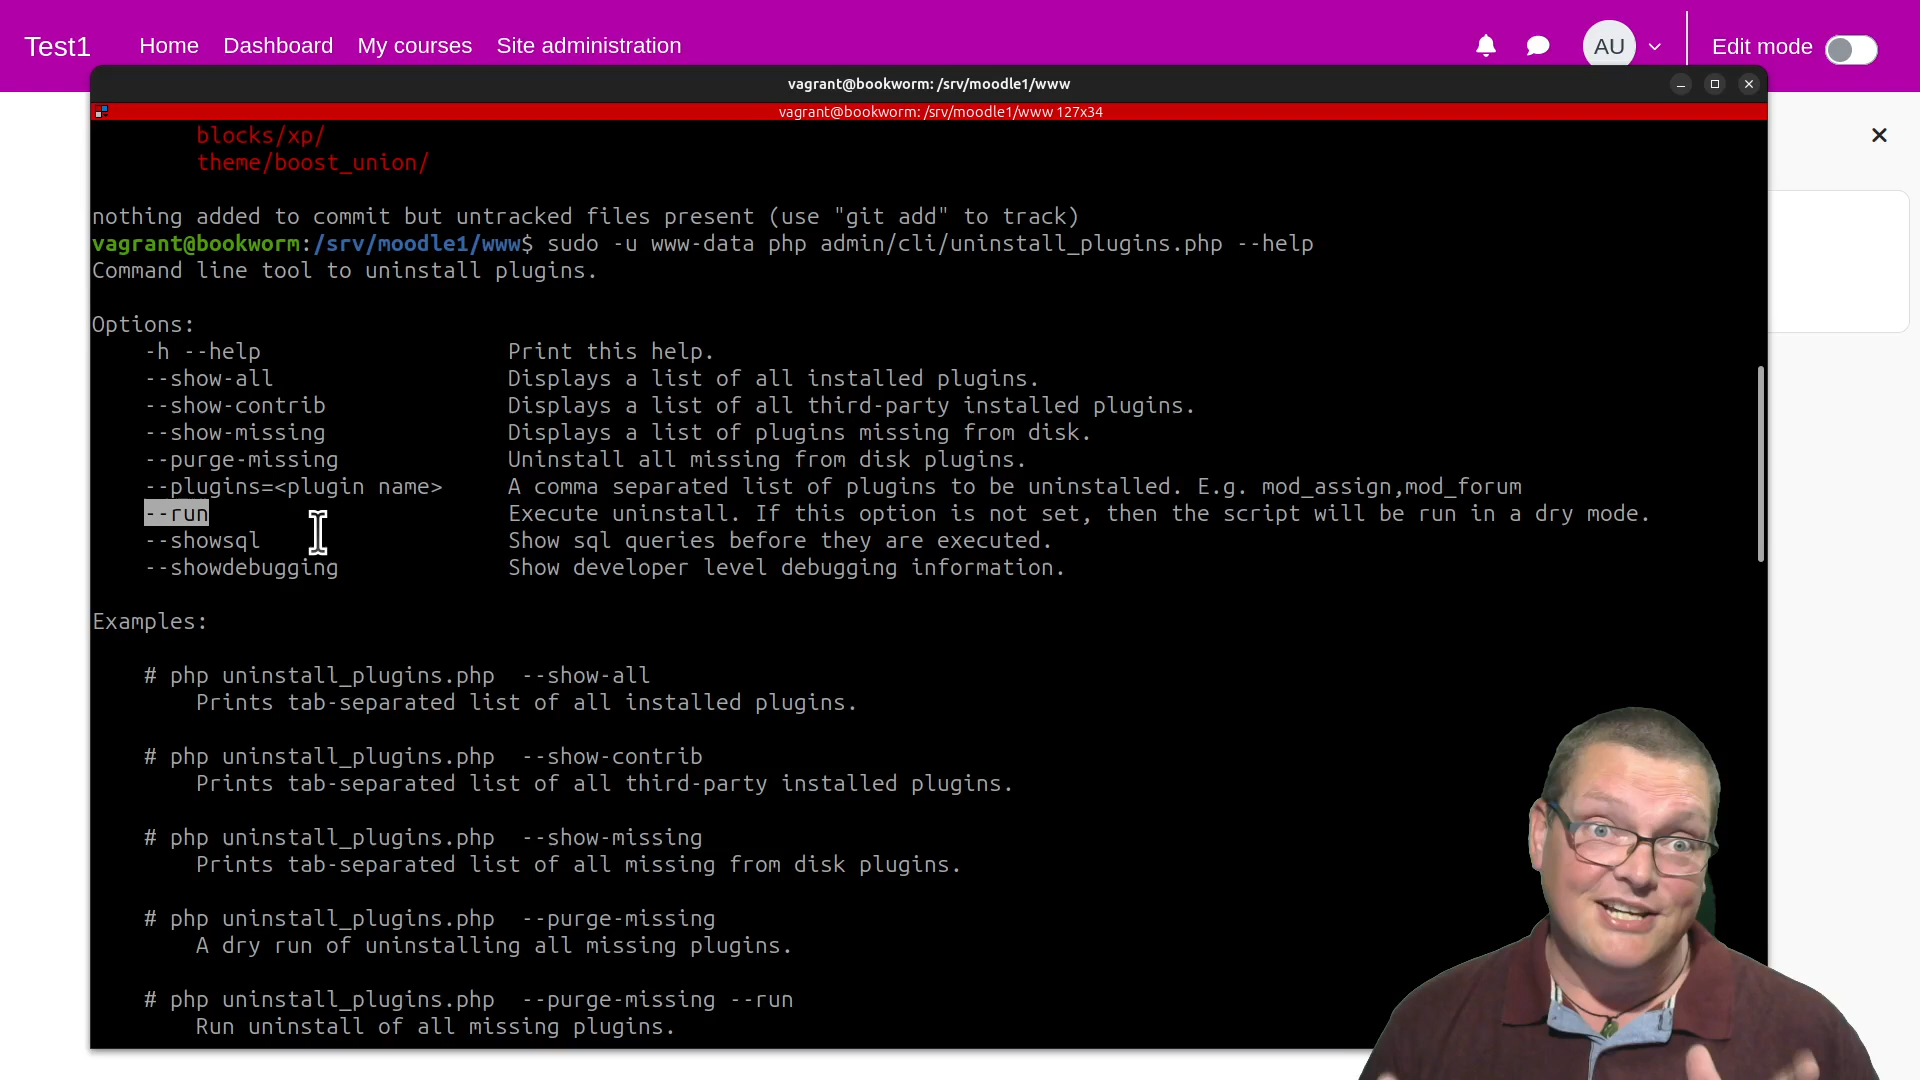 Test1 Home Dashboard My courses Site administration AU Edit mode
vagrant@bookworm: /srv/moodle1/www
vagrant@bookworm: /srv/moodle1/www 127x34
blocks/xp/
theme/boost_union/
nothing added to commit but untracked files present (use "git add" to track)
vagrant@bookworm:/srv/moodle1/www$ sudo -u www-data php admin/cli/uninstall_plugins.php --help
Command line tool to uninstall plugins.
Options:
-h --help Print this help.
--show-all Displays a list of all installed plugins.
--show-contrib Displays a list of all third-party installed plugins.
--show-missing Displays a list of plugins missing from disk.
--purge-missing Uninstall all missing from disk plugins.
--plugins=<plugin name> A comma separated list of plugins to be uninstalled. E.g. mod_assign,mod_forum
--run Execute uninstall. If this option is not set, then the script will be run in a dry mode.
--showsql Show sql queries before they are executed.
--showdebugging Show developer level debugging information.
Examples:
# php uninstall_plugins.php  --show-all
Prints tab-separated list of all installed plugins.
# php uninstall_plugins.php  --show-contrib
Prints tab-separated list of all third-party installed plugins.
# php uninstall_plugins.php  --show-missing
Prints tab-separated list of all missing from disk plugins.
# php uninstall_plugins.php  --purge-missing
A dry run of uninstalling all missing plugins.
# php uninstall_plugins.php  --purge-missing --run
Run uninstall of all missing plugins.